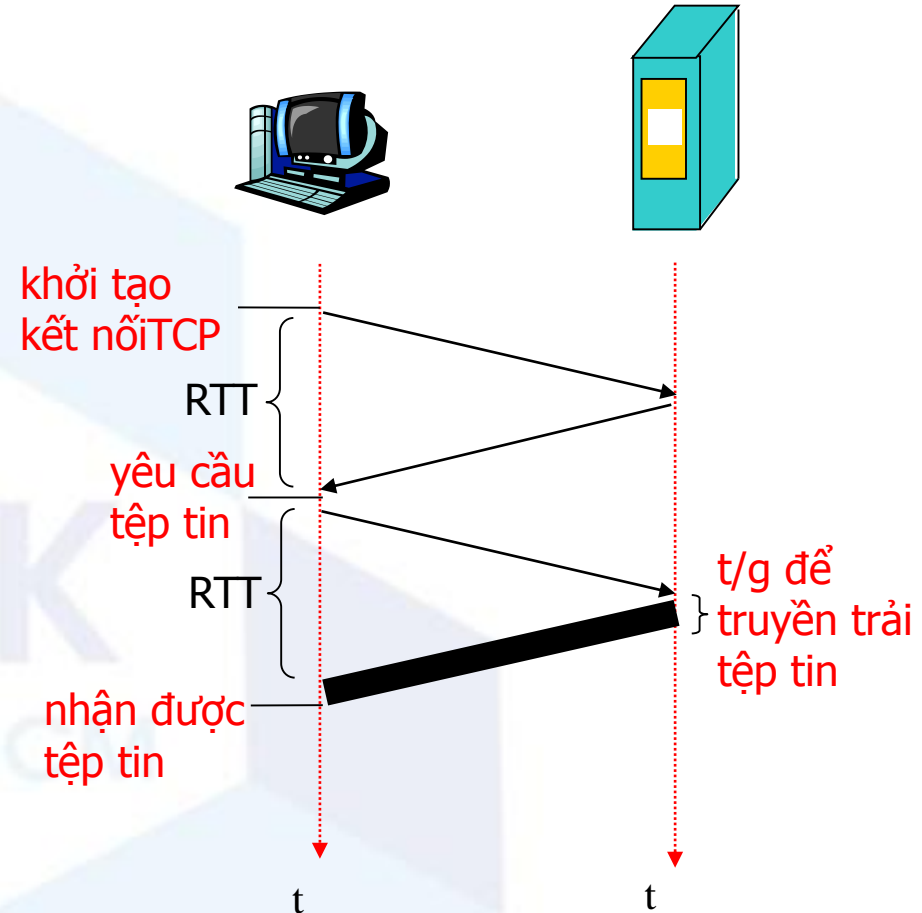 khởi tạo
kết nốiTCP
RTT
yêu cầu
tệp tin
RTT
t/g để
truyền trải
tệp tin
nhận được
tệp tin
t
t